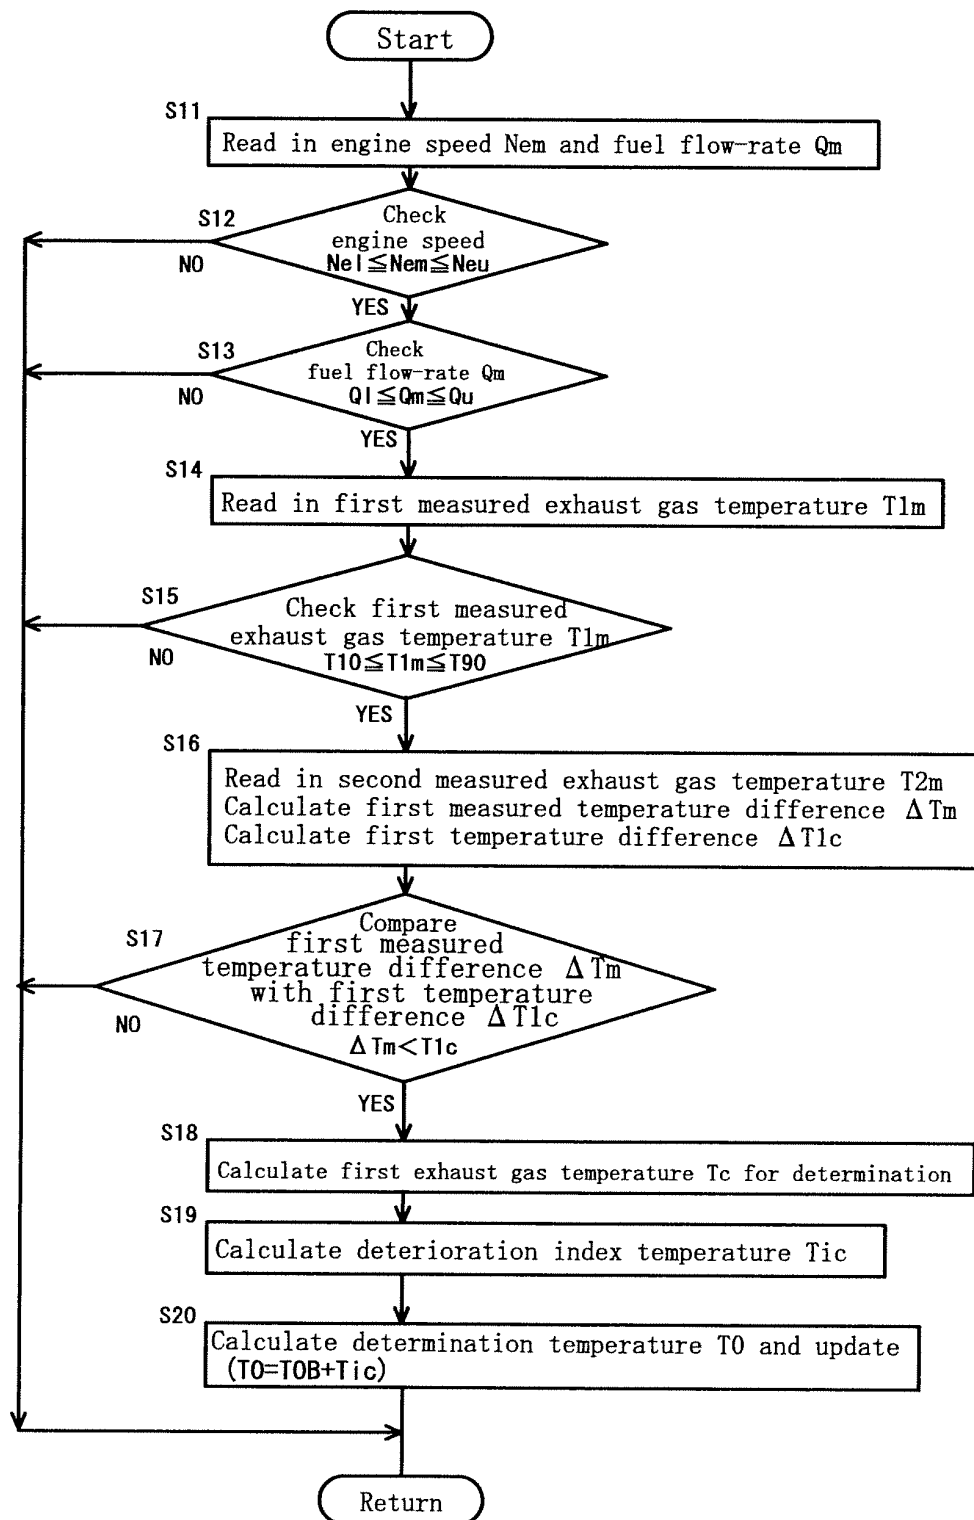 Start
S11
Read in engine speed Nem and fuel flow-rate Qm
S12
Check
engine speed
Nel≦Nem≦Neu
NO
YES
S13
Check
fuel flow-rate Qm
Ql≦Qm≦Qu
NO
YES
S14
Read in first measured exhaust gas temperature T1m
S15
Check first measured
exhaust gas temperature T1m
T10≦T1m≦T90
NO
YES
S16
Read in second measured exhaust gas temperature T2m
Calculate first measured temperature difference ΔTm
Calculate first temperature difference ΔT1c
S17
Compare
first measured
temperature difference ΔTm
with first temperature
difference ΔT1c
ΔTm<T1c
NO
YES
S18
Calculate first exhaust gas temperature Tc for determination
S19
Calculate deterioration index temperature Tic
S20
Calculate determination temperature T0 and update
(T0=T0B+Tic)
Return